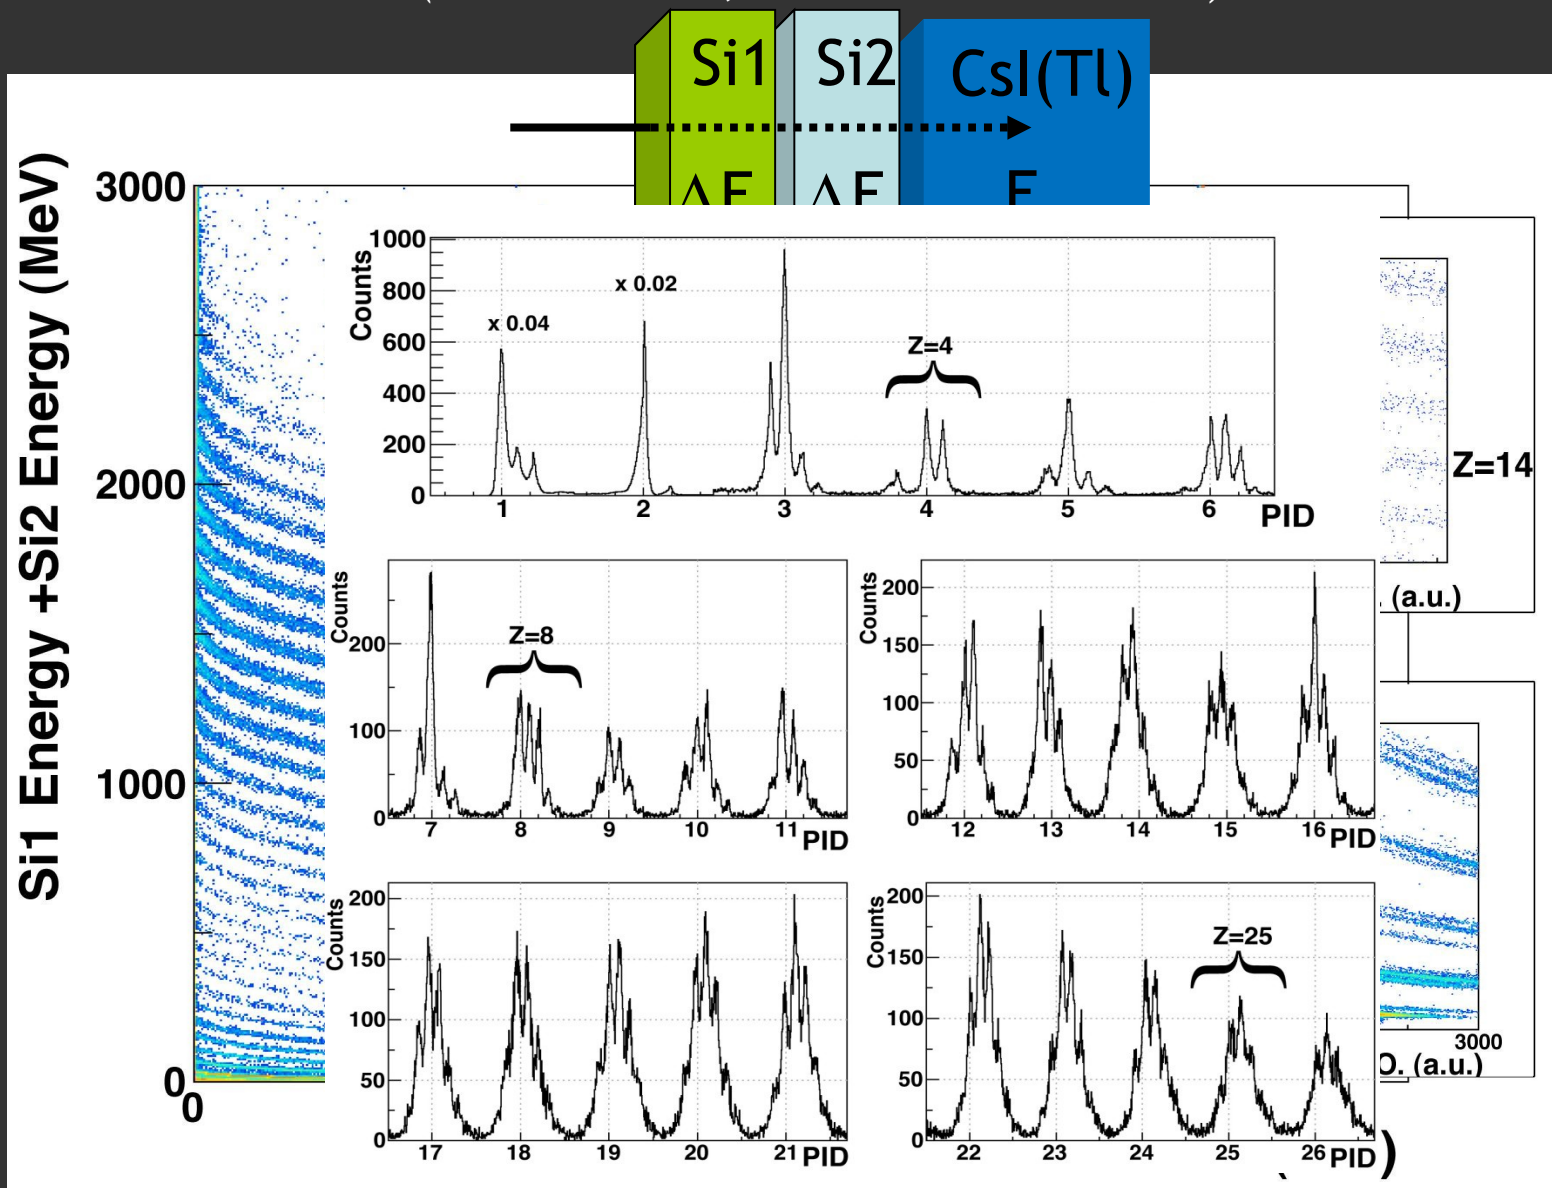 Si1 Si2 CsI(Tl)
ΔE ΔE E
Si1 Energy +Si2 Energy (MeV)
3000
2000
1000
0
0
Counts
1000
800
600
400
200
0
x 0.04
x 0.02
Z=4
1 2 3 4 5 6
PID
Z=14
(a.u.)
Counts
200
100
0
Z=8
7 8 9 10 11 PID
Counts
200
150
100
50
0
12 13 14 15 16 PID
Counts
200
150
100
50
0
17 18 19 20 21 PID
Counts
200
150
100
50
0
Z=25
22 23 24 25 26 PID
3000
O. (a.u.)
)